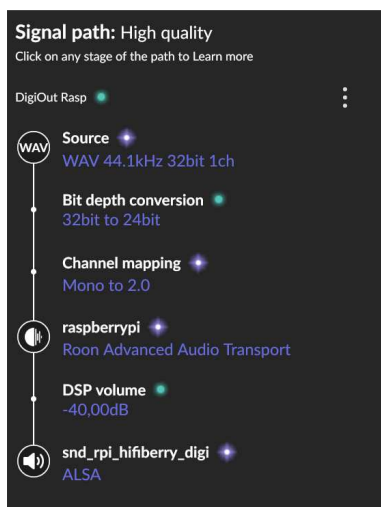 Signal path: High quality
Click on any stage of the path to Learn more
DigiOut Rasp
WAV
Source
WAV 44.1kHz 32bit 1ch
Bit depth conversion
32bit to 24bit
Channel mapping
Mono to 2.0
raspberrypi
Roon Advanced Audio Transport
DSP volume
-40,00dB
snd_rpi_hifiberry_digi
ALSA